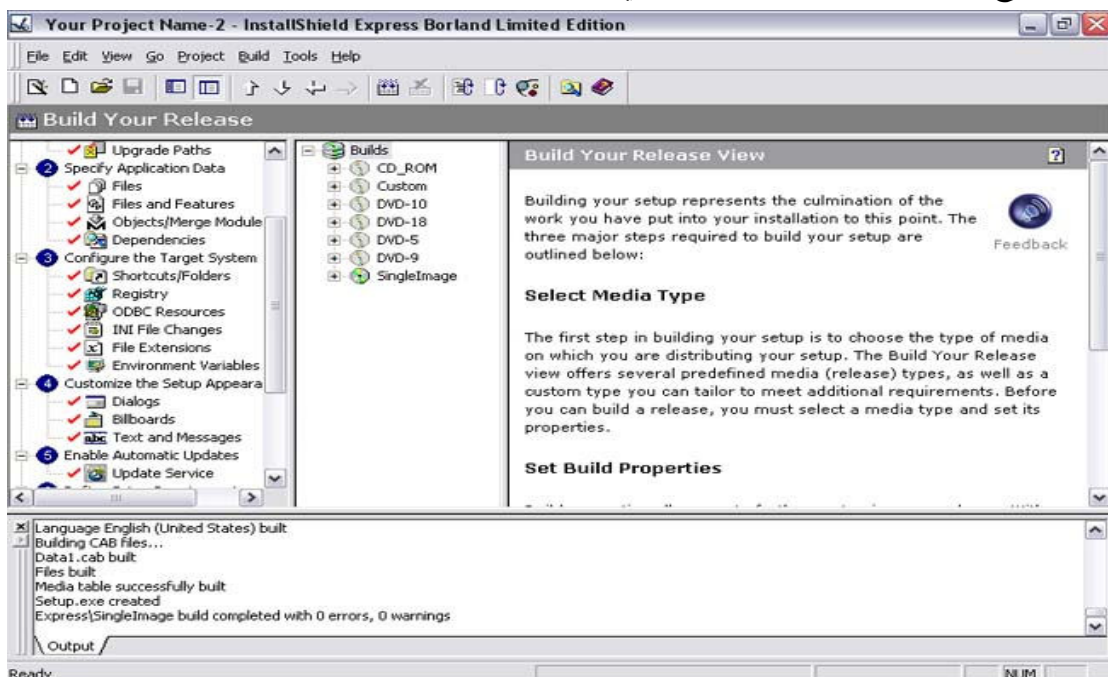 Your Project Name-2 - InstallShield Express Borland Limited Edition
File Edit View Go Project Build Tools Help
Build Your Release
Upgrade Paths
2 Specify Application Data
Files
Files and Features
Objects/Merge Module
Dependencies
3 Configure the Target System
Shortcuts/Folders
Registry
ODBC Resources
INI File Changes
File Extensions
Environment Variables
4 Customize the Setup Appeara
Dialogs
Billboards
abc Text and Messages
5 Enable Automatic Updates
Update Service
Builds
CD_ROM
Custom
DVD-10
DVD-18
DVD-5
DVD-9
SingleImage
Build Your Release View
Building your setup represents the culmination of the
work you have put into your installation to this point. The
three major steps required to build your setup are
outlined below:
Feedback
Select Media Type
The first step in building your setup is to choose the type of media
on which you are distributing your setup. The Build Your Release
view offers several predefined media (release) types, as well as a
custom type you can tailor to meet additional requirements. Before
you can build a release, you must select a media type and set its
properties.
Set Build Properties
Language English (United States) built
Building CAB files...
Data1.cab built
Files built
Media table successfully built
Setup.exe created
Express\SingleImage build completed with 0 errors, 0 warnings
Output
Ready
NUM